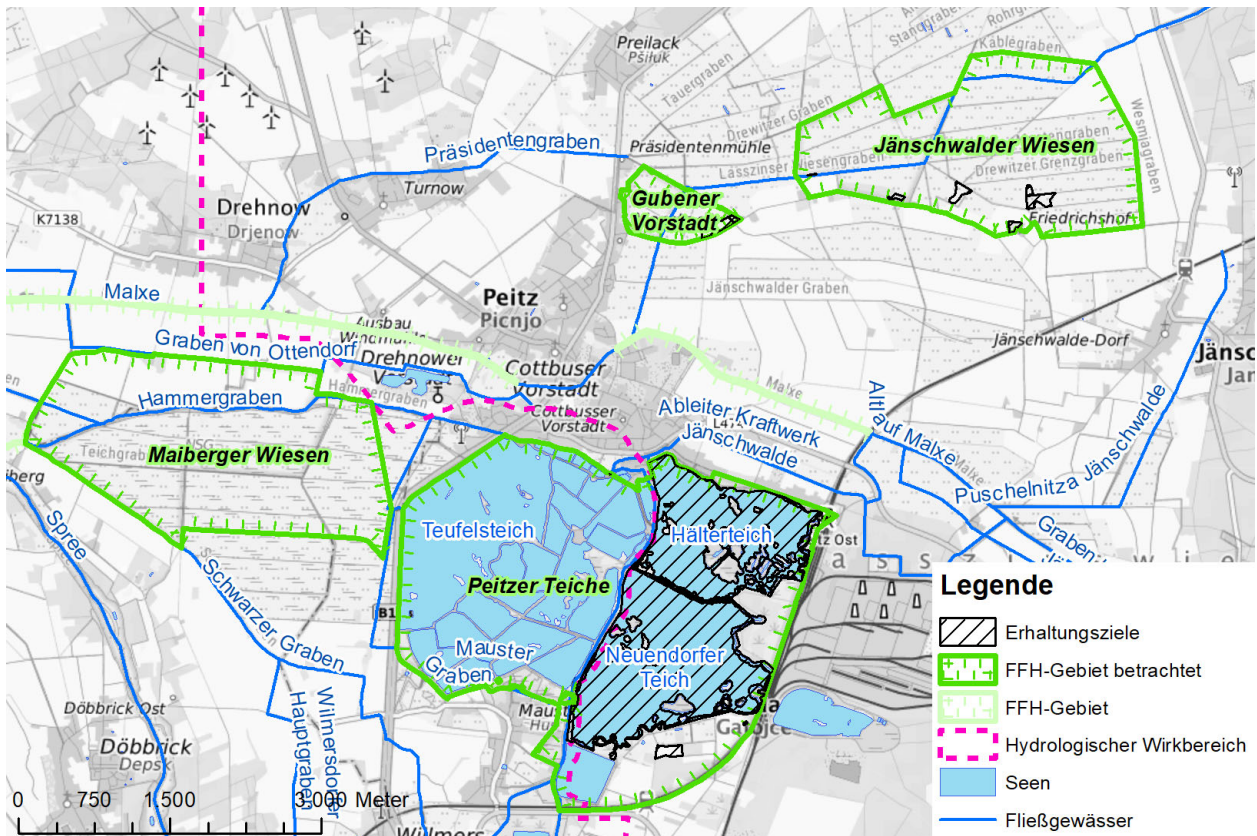 Preilack
Pśiłuk
Kablegraben
Tauergraben
Drewitzer Graben
Wesmjagraben
Jänschwalder Wiesen
Präsidentenmühle
Präsidentengraben
Lasszinser Wiesengraben
Drewitzer Grenzgraben
Turnow
Gubener
Vorstadt
K7138
Drehnow
Drjenow
Friedrichshof
Jänschwalder Graben
Malxe
Peitz
Picnjo
Ausbau
Graben von Ottendorf
Drehnower
Cottbuser
Vorstadt
Jänschwalde-Dorf
Hammergraben
Hammergraben
Cottbusser
Vorstadt
Malxe
Ableiter Kraftwerk
Jänschwalde
Altlauf Malxe
Malxe
Puschelnitza Jänschwalde
NSG
Maiberger Wiesen
Teufelsteich
Hälterteich
Spree
Peitzer Teiche
Schwarzer Graben
Mauster
Graben
Neuendorfer
Teich
Wilmersdorfer
Hauptgraben
Döbbrick Ost
Döbbrick
Depsk
0 750 1.500 3.000 Meter
Legende
Erhaltungsziele
FFH-Gebiet betrachtet
FFH-Gebiet
Hydrologischer Wirkbereich
Seen
Fließgewässer